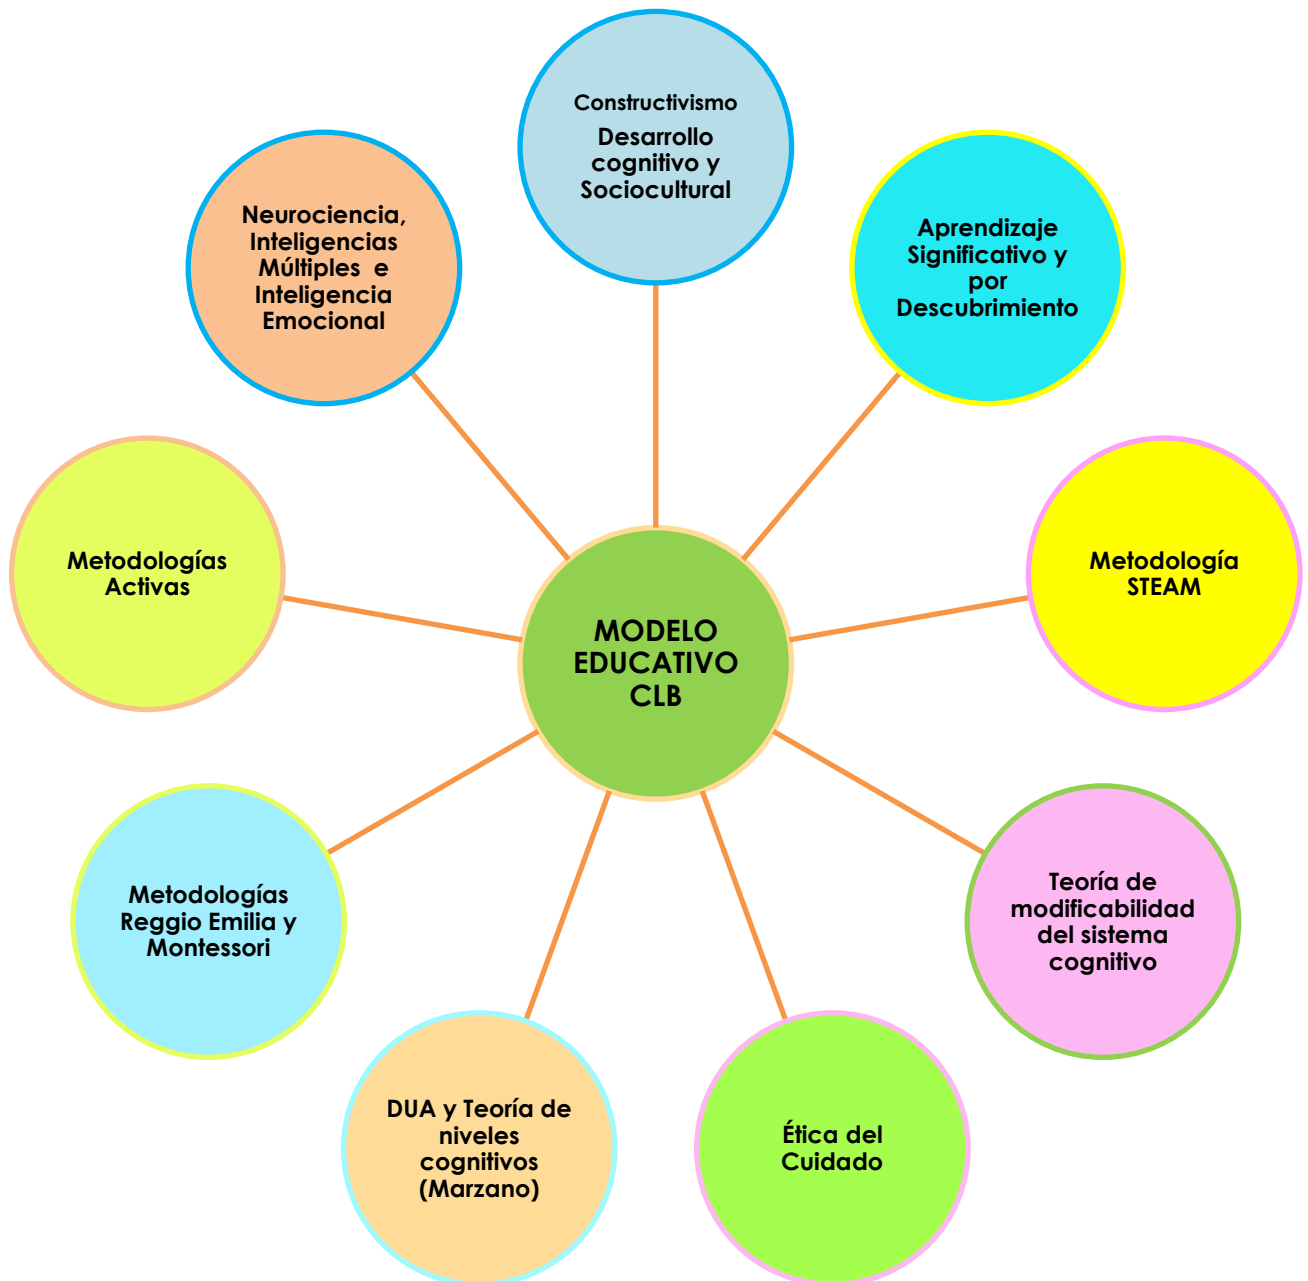 Constructivismo
Desarrollo
cognitivo y
Sociocultural
Aprendizaje
Significativo y
por
Descubrimiento
Metodología
STEAM
Teoría de
modificabilidad
del sistema
cognitivo
Ética del
Cuidado
DUA y Teoría de
niveles
cognitivos
(Marzano)
Metodologías
Reggio Emilia y
Montessori
Metodologías
Activas
Neurociencia,
Inteligencias
Múltiples e
Inteligencia
Emocional
MODELO
EDUCATIVO
CLB